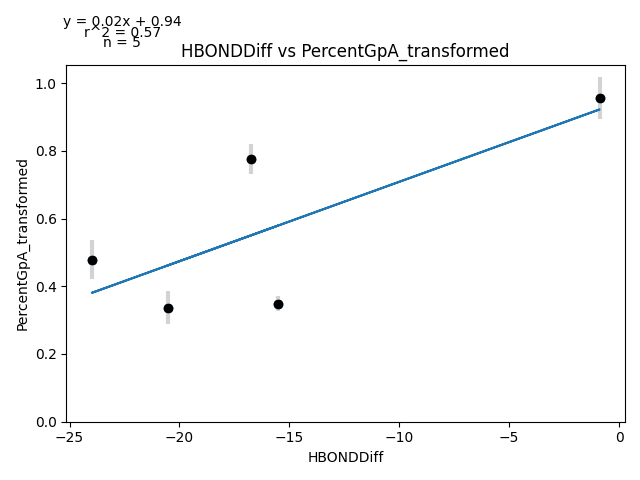 y = 0.02x + 0.94
r^2 = 0.57
n = 5
HBONDDiff vs PercentGpA_transformed
1.0
0.8
0.6
0.4
0.2
0.0
PercentGpA_transformed
−25 −20 −15 −10 −5 0
HBONDDiff